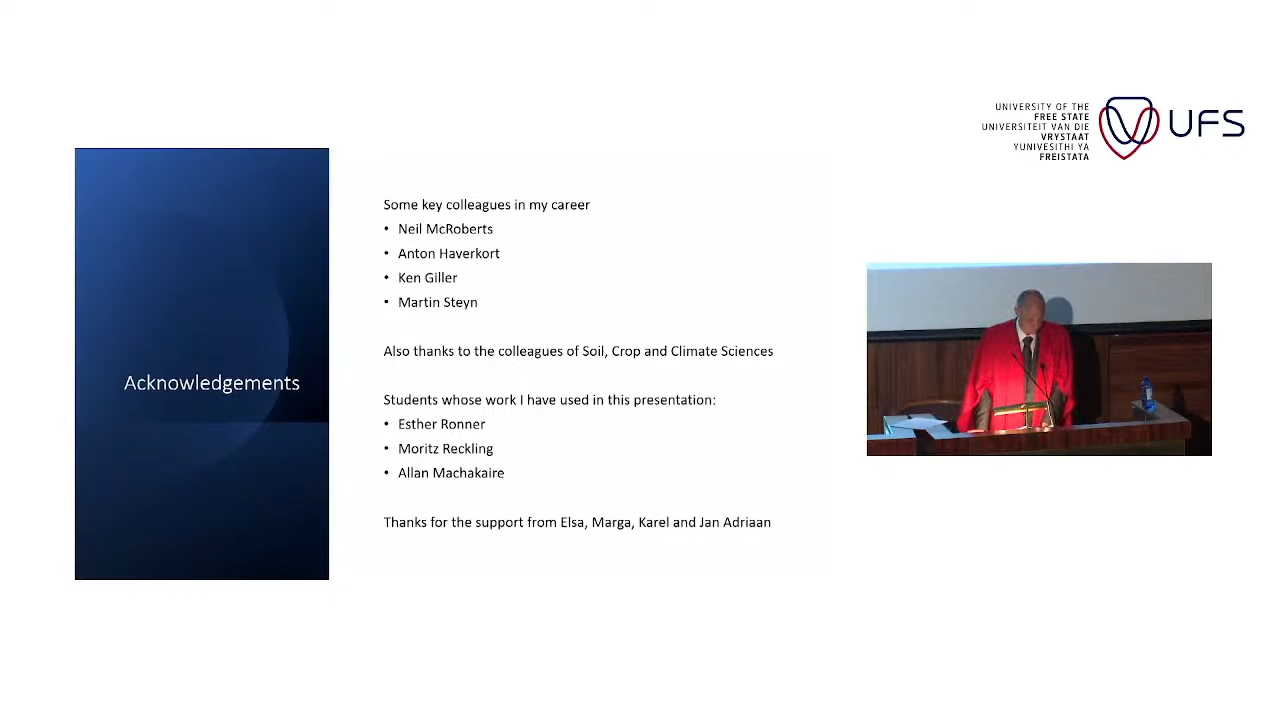 UNIVERSITY OF THE
FREE STATE
UNIVERSITEIT VAN DIE
VRYSTAAT
YUNIVESITHI YA
FREISTATA
UFS
Acknowledgements
Some key colleagues in my career
• Neil McRoberts
• Anton Haverkort
• Ken Giller
• Martin Steyn
Also thanks to the colleagues of Soil, Crop and Climate Sciences
Students whose work I have used in this presentation:
• Esther Ronner
• Moritz Reckling
• Allan Machakaire
Thanks for the support from Elsa, Marga, Karel and Jan Adriaan